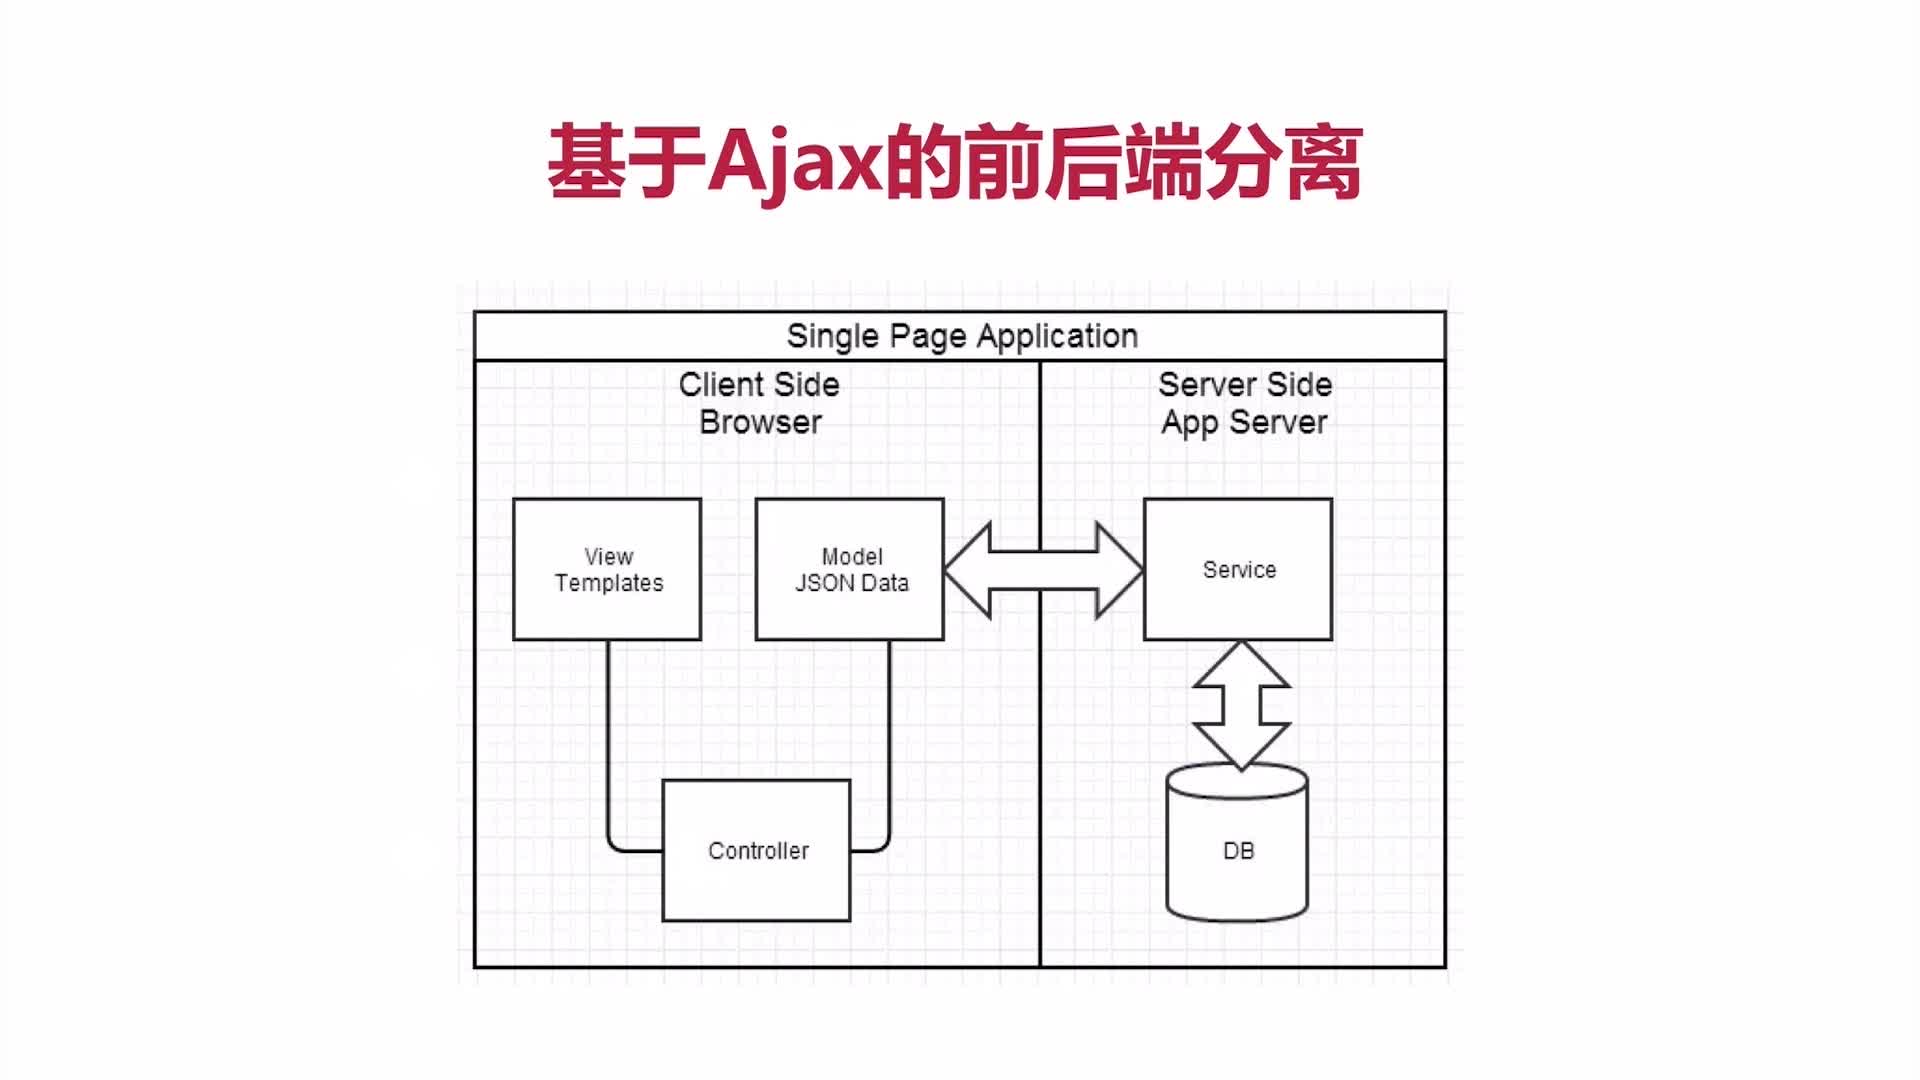 基于Ajax的前后端分离
Single Page Application
Client Side
Browser
Server Side
App Server
View
Templates
Model
JSON Data
Service
Controller
DB